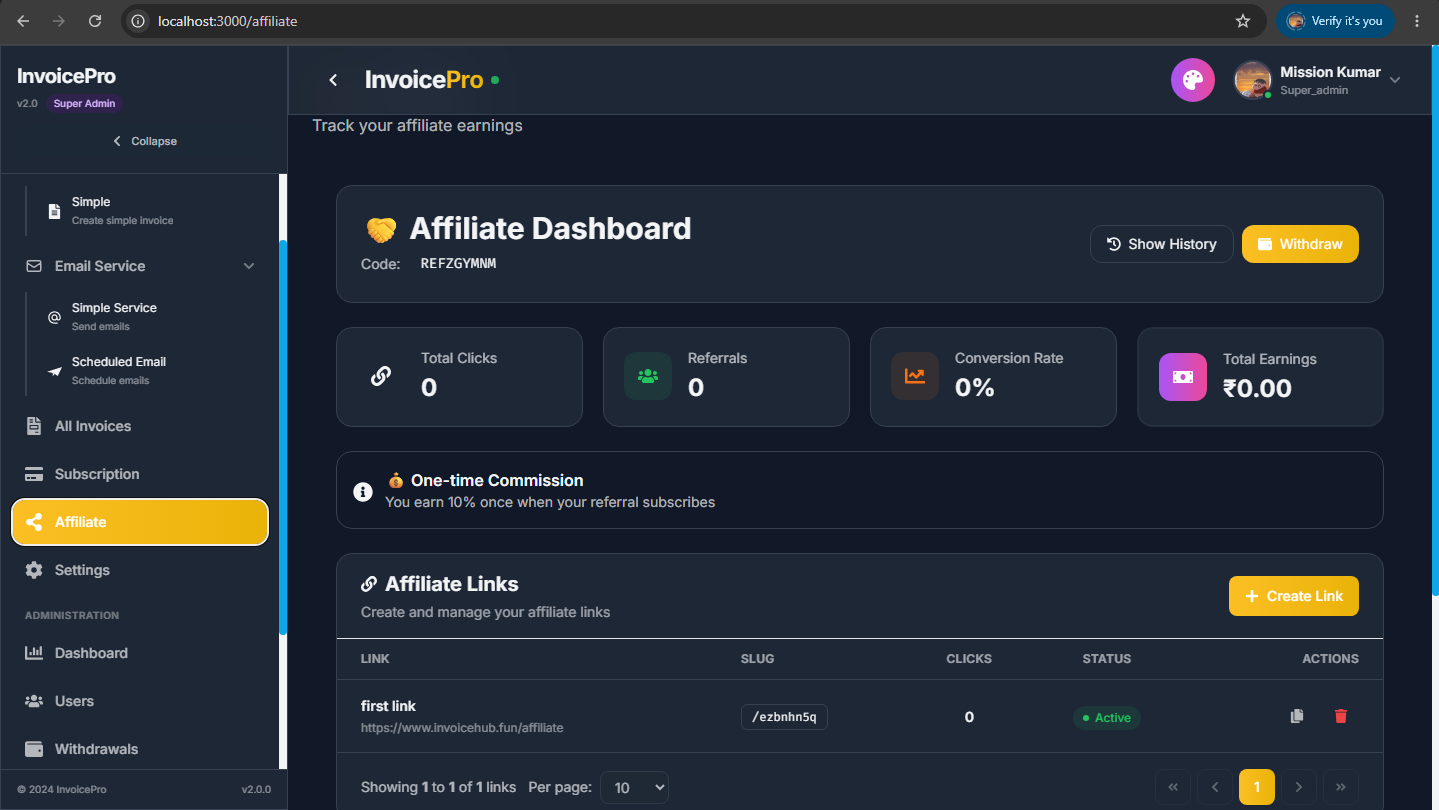 localhost:3000/affiliate
Verify it's you
InvoicePro
v2.0 Super Admin
Collapse
Simple
Create simple invoice
Email Service
Simple Service
Send emails
Scheduled Email
Schedule emails
All Invoices
Subscription
Affiliate
Settings
ADMINISTRATION
Dashboard
Users
Withdrawals
© 2024 InvoicePro v2.0.0
InvoicePro
Mission Kumar
Super_admin
Track your affiliate earnings
Affiliate Dashboard
Code: REFZGYMNM
Show History
Withdraw
Total Clicks
0
Referrals
0
Conversion Rate
0%
Total Earnings
₹0.00
One-time Commission
You earn 10% once when your referral subscribes
Affiliate Links
Create and manage your affiliate links
+ Create Link
LINK SLUG CLICKS STATUS ACTIONS
first link
https://www.invoicehub.fun/affiliate
/ezbnhn5q
0
Active
Showing 1 to 1 of 1 links Per page: 10
« ‹ 1 › »